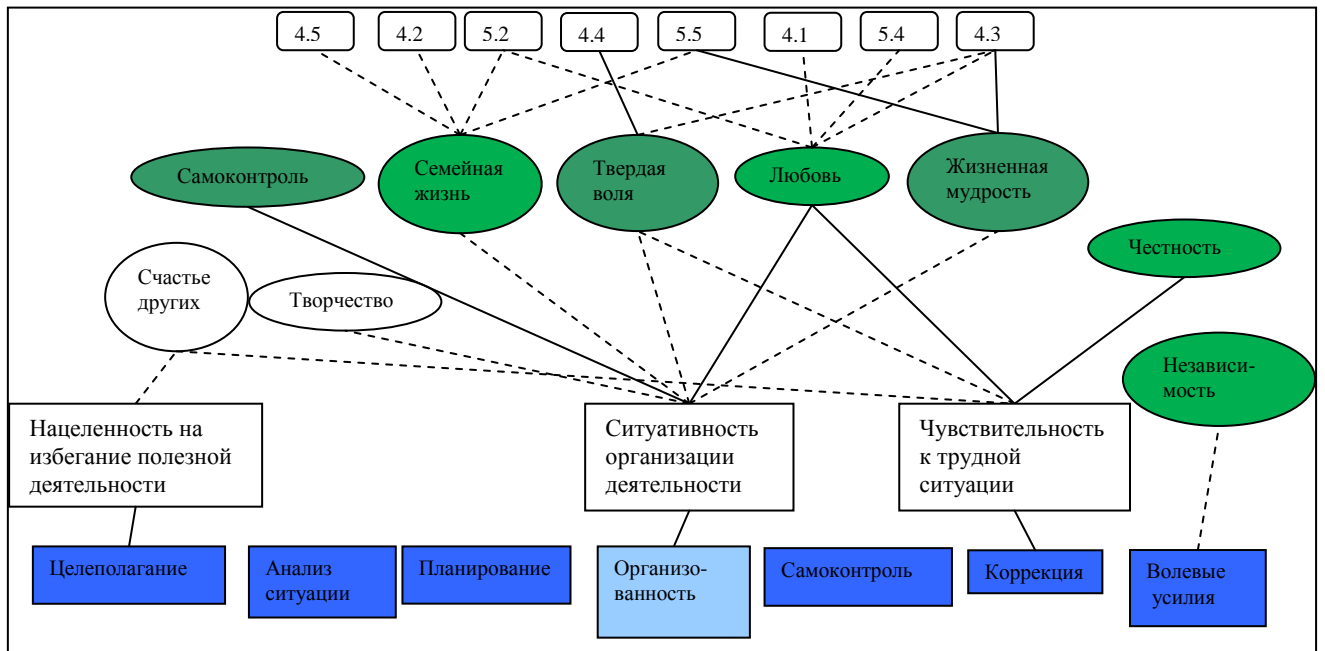 4.5
4.2
5.2
4.4
5.5
4.1
5.4
4.3
Самоконтроль
Семейная
жизнь
Твердая
воля
Любовь
Жизненная
мудрость
Честность
Счастье
других
Творчество
Независи-
мость
Нацеленность на
избегание полезной
деятельности
Ситуативность
организации
деятельности
Чувствительность
к трудной
ситуации
Целеполагание
Анализ
ситуации
Планирование
Организо-
ванность
Самоконтроль
Коррекция
Волевые
усилия